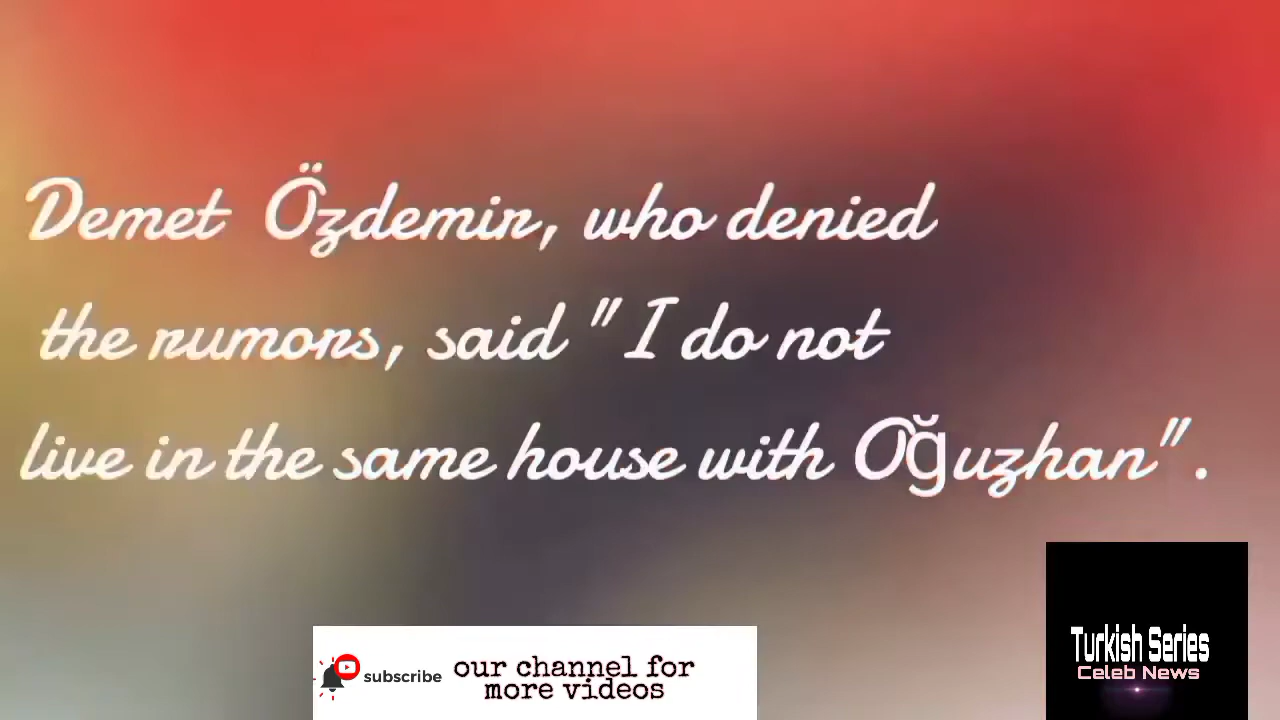 Demet Özdemir, who denied
the rumors, said "I do not
live in the same house with Oğuzhan".
subscribe
our channel for
more videos
Turkish Series
Celeb News